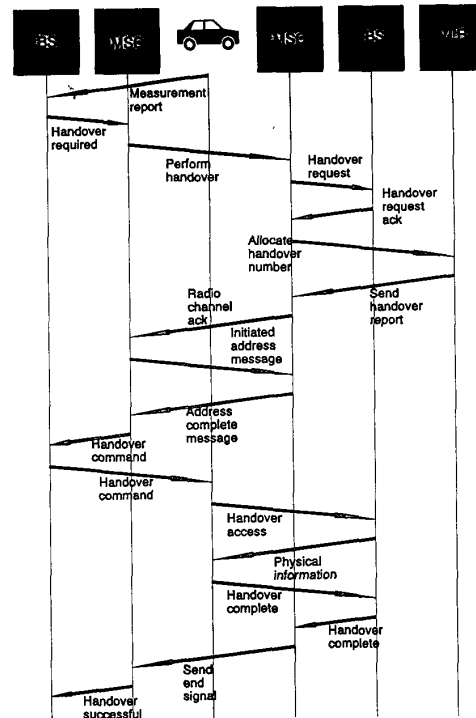 BS
MSC
MSC
BS
VLR
Measurement
report
Handover
required
Perform
handover
Handover
request
Handover
request
ack
Allocate
handover
number
Send
handover
report
Radio
channel
ack
Initiated
address
message
Address
complete
message
Handover
command
Handover
command
Handover
access
Physical
information
Handover
complete
Handover
complete
Send
end
signal
Handover
successful